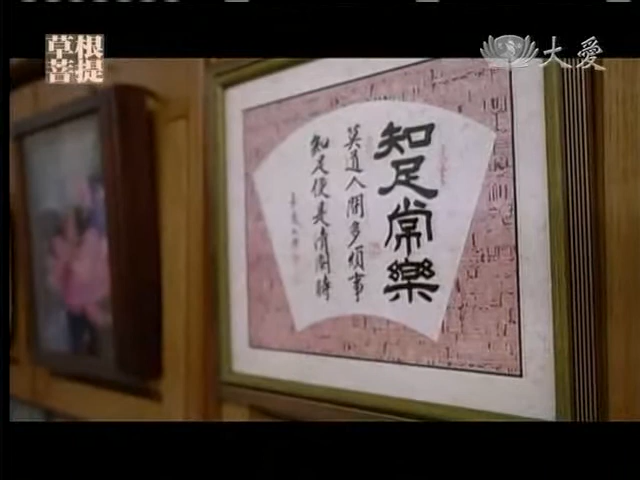 草根
菩提
大愛
知足常樂
莫道人間多煩事
知足便是清閒時